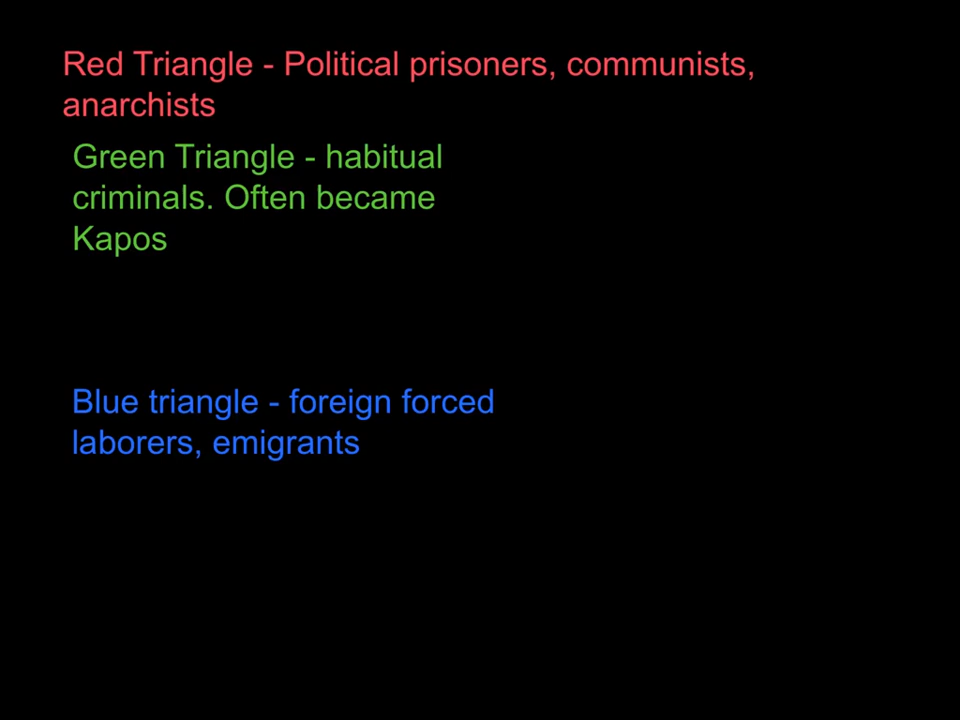 Red Triangle - Political prisoners, communists,
anarchists
Green Triangle - habitual
criminals. Often became
Kapos
Blue triangle - foreign forced
laborers, emigrants